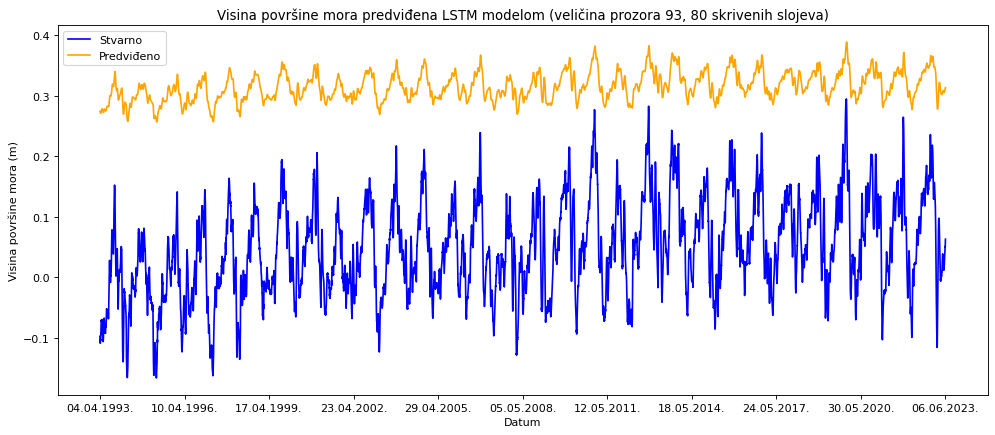 Visina površine mora predviđena LSTM modelom (veličina prozora 93, 80 skrivenih slojeva)
Stvarno
Predviđeno
Visina površine mora (m)
0.4
0.3
0.2
0.1
0.0
−0.1
04.04.1993. 10.04.1996. 17.04.1999. 23.04.2002. 29.04.2005. 05.05.2008. 12.05.2011. 18.05.2014. 24.05.2017. 30.05.2020. 06.06.2023.
Datum